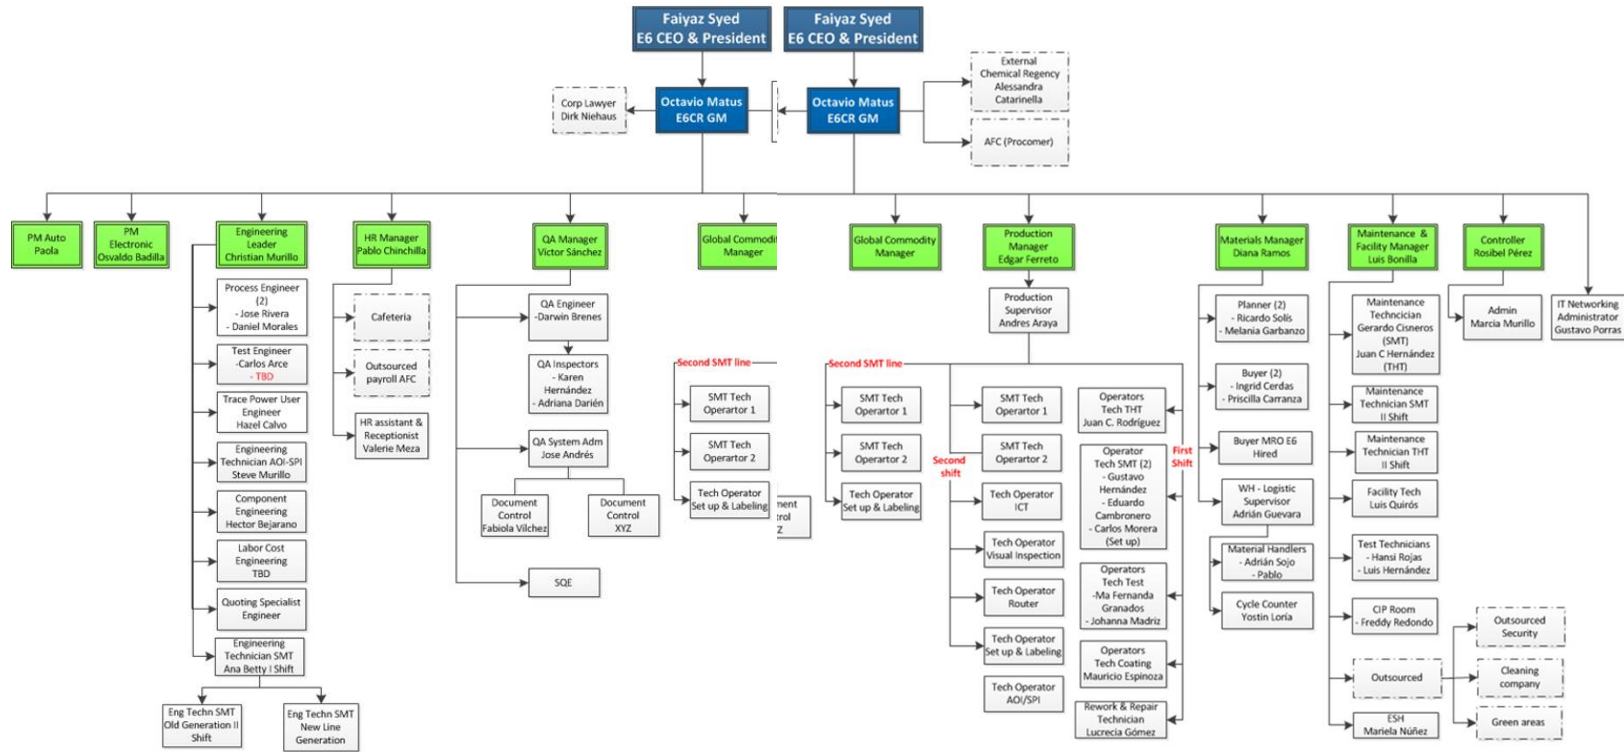 Faiyaz Syed
E6 CEO & President
Faiyaz Syed
E6 CEO & President
Corp Lawyer
Dirk Niehaus
Octavio Matus
E6CR GM
Octavio Matus
E6CR GM
External
Chemical Regency
Alessandra
Catarinella
AFC (Procomer)
PM Auto
Paola
PM
Electronic
Osvaldo Badilla
Engineering
Leader
Christian Murillo
HR Manager
Pablo Chinchilla
QA Manager
Víctor Sánchez
Global Commodity
Manager
Global Commodity
Manager
Production
Manager
Edgar Ferreto
Materials Manager
Diana Ramos
Maintenance &
Facility Manager
Luis Bonilla
Controller
Rosibel Pérez
Process Engineer
(2)
- Jose Rivera
- Daniel Morales
Test Engineer
-Carlos Arce
- TBD
Trace Power User
Engineer
Hazel Calvo
Engineering
Technician AOI-SPI
Steve Murillo
Component
Engineering
Hector Bejarano
Labor Cost
Engineering
TBD
Quoting Specialist
Engineer
Engineering
Technician SMT
Ana Betty I Shift
Eng Techn SMT
Old Generation II
Shift
Eng Techn SMT
New Line
Generation
Cafeteria
Outsourced
payroll AFC
HR assistant &
Receptionist
Valerie Meza
QA Engineer
-Darwin Brenes
QA Inspectors
- Karen
Hernández
- Adriana Darién
QA System Adm
Jose Andrés
Document
Control
Fabiola Vilchez
Document
Control
XYZ
SQE
Second SMT line
SMT Tech
Operartor 1
SMT Tech
Operartor 2
Tech Operator
Set up & Labeling
ment
rol
Z
Second SMT line
SMT Tech
Operartor 1
SMT Tech
Operartor 2
Tech Operator
Set up & Labeling
Production
Supervisor
Andres Araya
Second
shift
SMT Tech
Operartor 1
SMT Tech
Operartor 2
Tech Operator
ICT
Tech Operator
Visual Inspection
Tech Operator
Router
Tech Operator
Set up & Labeling
Tech Operator
AOI/SPI
First
Shift
Operators
Tech THT
Juan C. Rodríguez
Operator
Tech SMT (2)
- Gustavo
Hernández
- Eduardo
Cambronero
- Carlos Morera
(Set up)
Operators
Tech Test
-Ma Fernanda
Granados
- Johanna Madriz
Operators
Tech Coating
Mauricio Espinoza
Rework & Repair
Technician
Lucrecia Gómez
Planner (2)
- Ricardo Solís
- Melania Garbanzo
Buyer (2)
- Ingrid Cerdas
- Priscilla Carranza
Buyer MRO E6
Hired
WH - Logistic
Supervisor
Adrián Guevara
Material Handlers
- Adrián Sojo
- Pablo
Cycle Counter
Yostin Loría
Maintenance
Techncician
Gerardo Cisneros
(SMT)
Juan C Hernández
(THT)
Maintenance
Technician SMT
II Shift
Maintenance
Technician THT
II Shift
Facility Tech
Luis Quirós
Test Technicians
- Hansi Rojas
- Luis Hernández
CIP Room
- Freddy Redondo
Outsourced
ESH
Mariela Núñez
Outsourced
Security
Cleaning
company
Green areas
Admin
Marcia Murillo
IT Networking
Administrator
Gustavo Porras